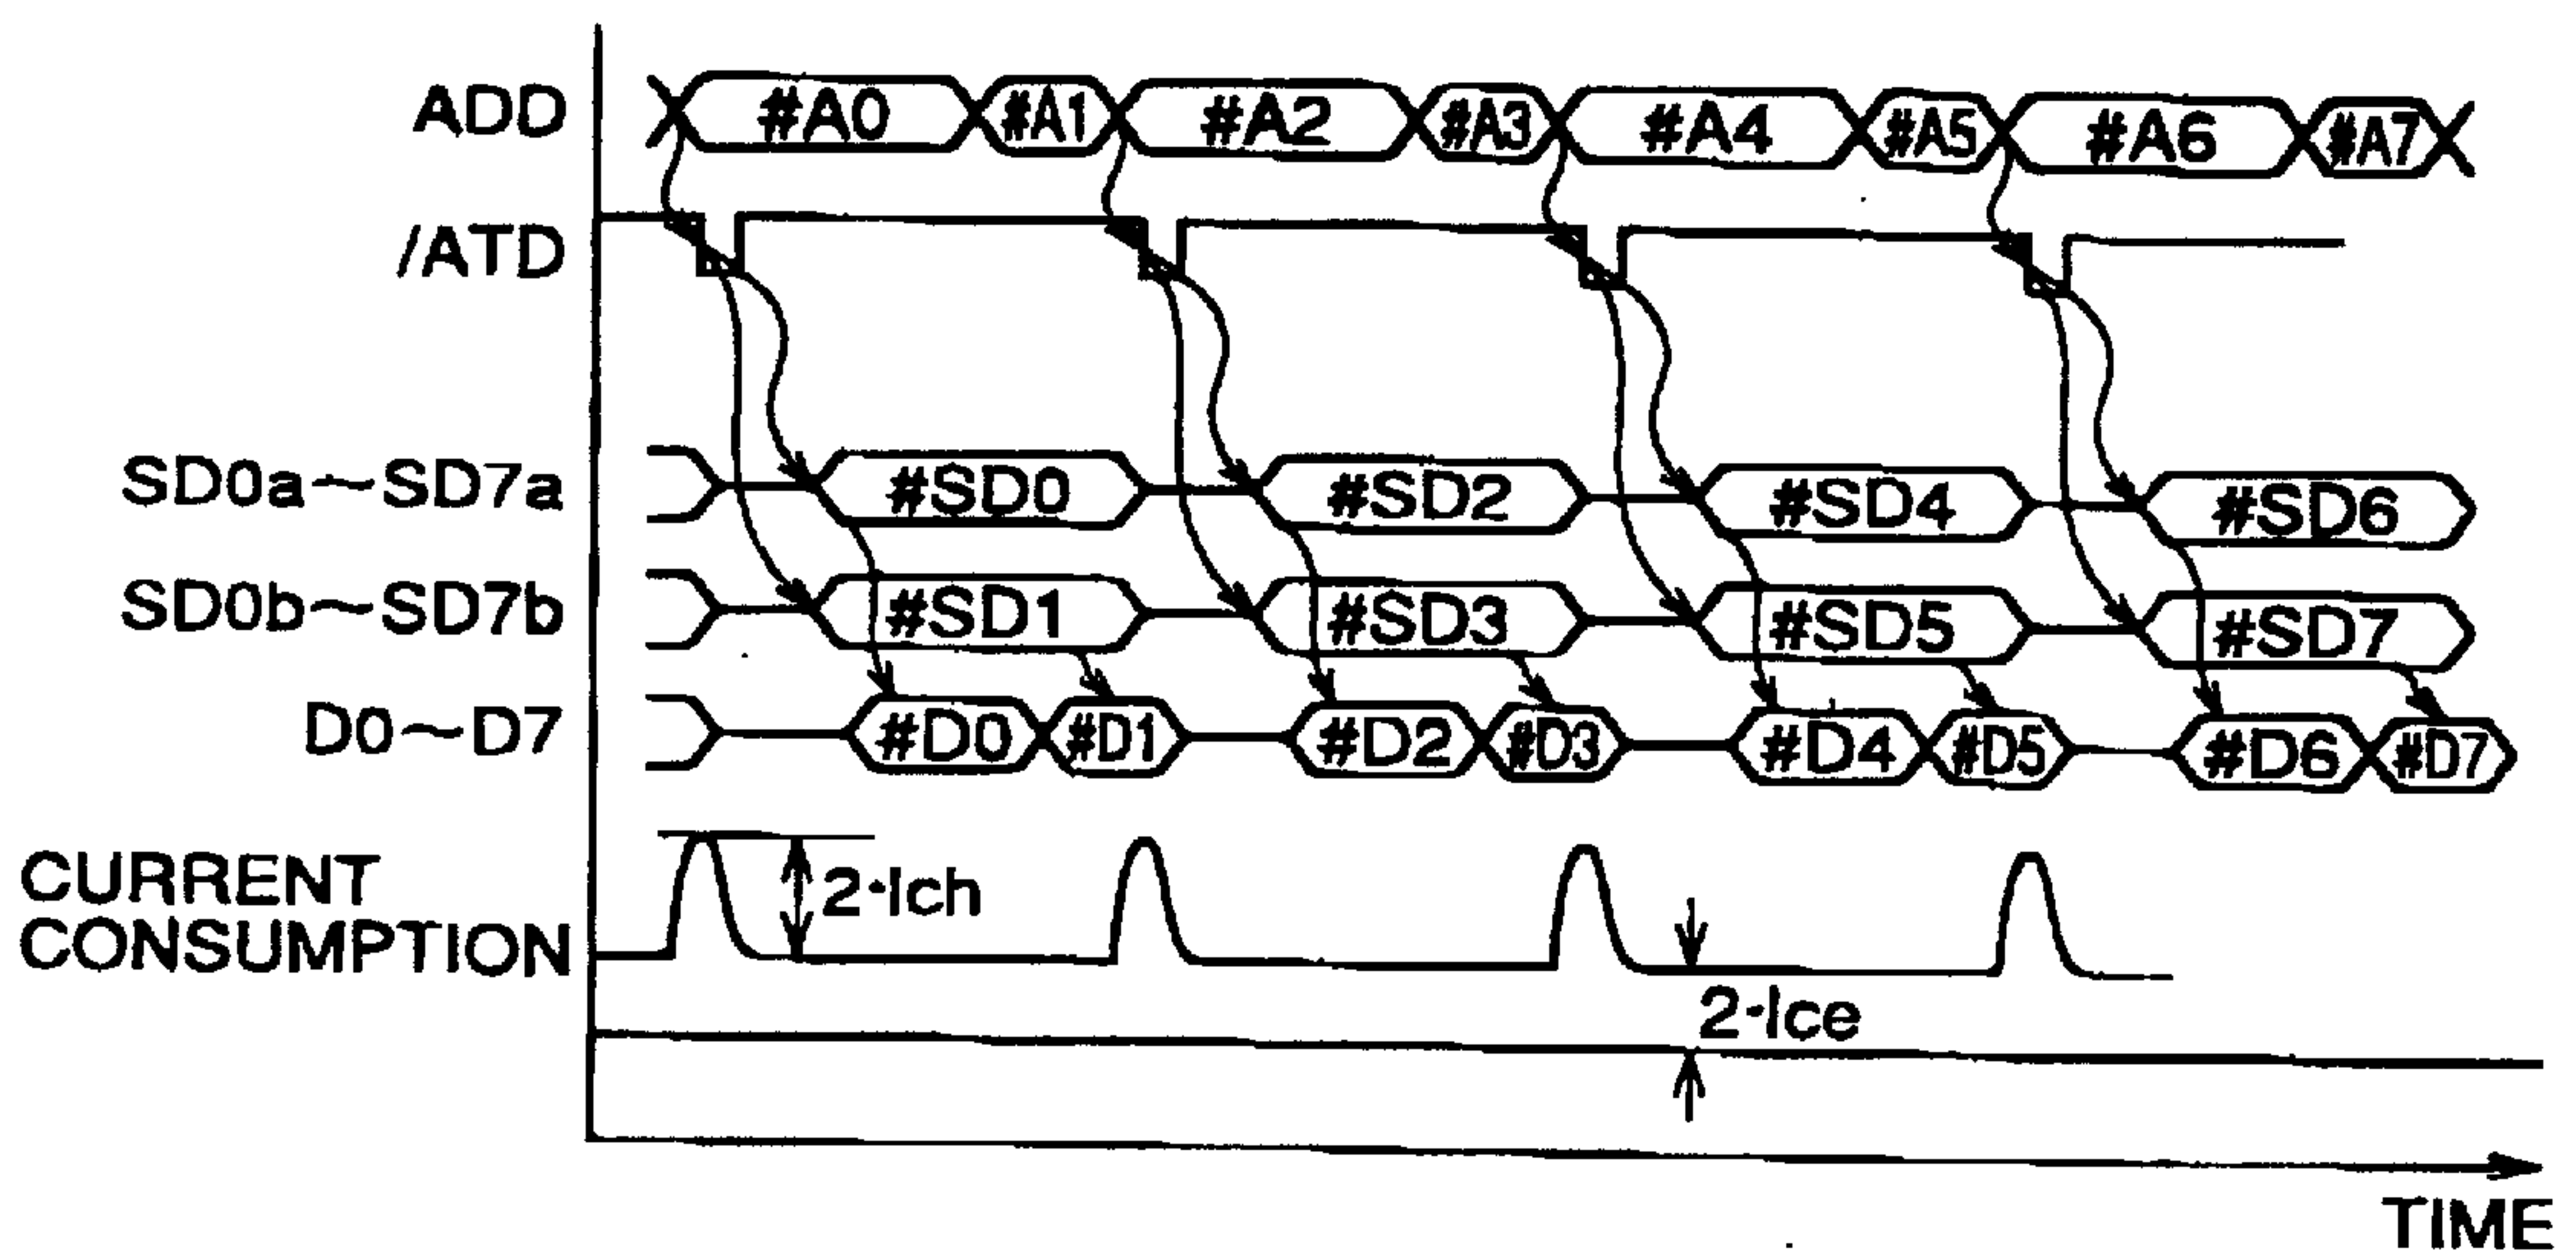 ADD #A0 #A1 #A2 #A3 #A4 #A5 #A6 #A7
/ATD
SD0a~SD7a #SD0 #SD2 #SD4 #SD6
SD0b~SD7b #SD1 #SD3 #SD5 #SD7
D0~D7 #D0 #D1 #D2 #D3 #D4 #D5 #D6 #D7
CURRENT
CONSUMPTION
2·Ich
2·Ice
TIME